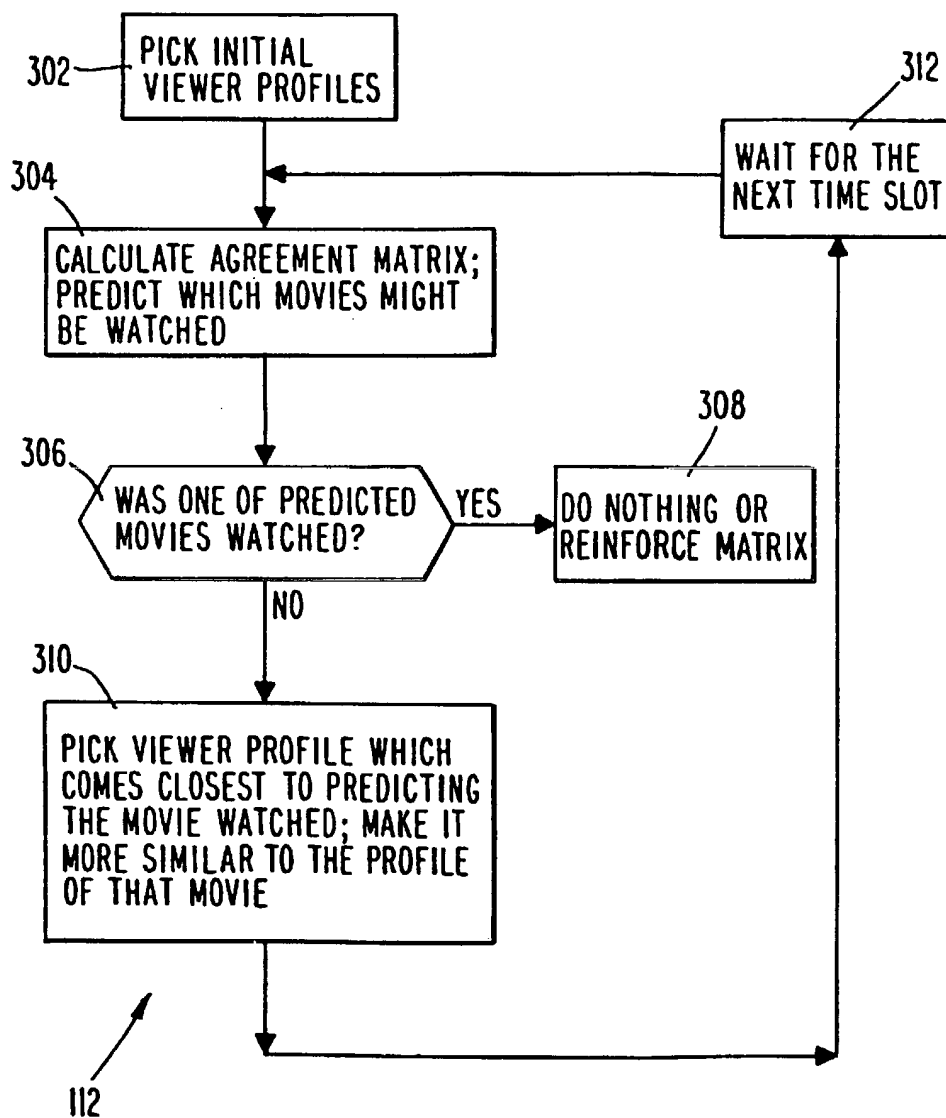 302
PICK INITIAL
VIEWER PROFILES
312
WAIT FOR THE
NEXT TIME SLOT
304
CALCULATE AGREEMENT MATRIX;
PREDICT WHICH MOVIES MIGHT
BE WATCHED
306
WAS ONE OF PREDICTED
MOVIES WATCHED?
YES
308
DO NOTHING OR
REINFORCE MATRIX
NO
310
PICK VIEWER PROFILE WHICH
COMES CLOSEST TO PREDICTING
THE MOVIE WATCHED; MAKE IT
MORE SIMILAR TO THE PROFILE
OF THAT MOVIE
112